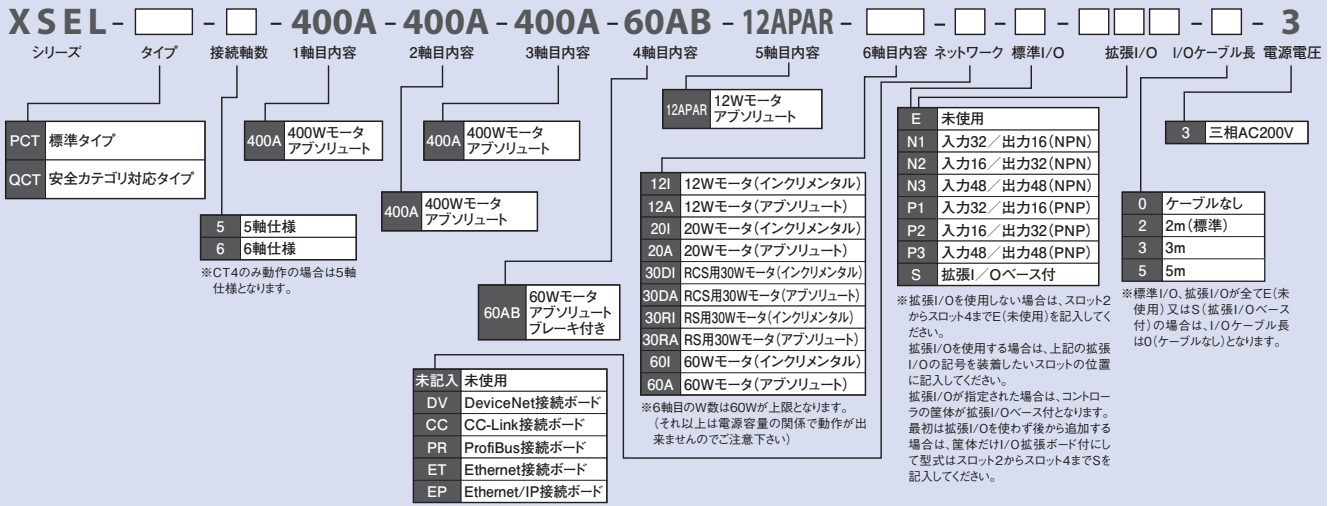 XSEL- - - 400A - 400A - 400A - 60AB - 12APAR - - - - - - 3
シリーズ タイプ 接続軸数 1軸目内容 2軸目内容 3軸目内容 4軸目内容 5軸目内容 6軸目内容 ネットワーク 標準I/O 拡張I/O I/Oケーブル長 電源電圧
PCT 標準タイプ
QCT 安全カテゴリ対応タイプ
5 5軸仕様
6 6軸仕様
※CT4のみ動作の場合は5軸
仕様となります。
400A 400Wモータ
アブソリュート
400A 400Wモータ
アブソリュート
400A 400Wモータ
アブソリュート
60AB 60Wモータ
アブソリュート
ブレーキ付き
12APAR 12Wモータ
アブソリュート
12I 12Wモータ(インクリメンタル)
12A 12Wモータ(アブソリュート)
20I 20Wモータ(インクリメンタル)
20A 20Wモータ(アブソリュート)
30DI RCS用30Wモータ(インクリメンタル)
30DA RCS用30Wモータ(アブソリュート)
30RI RS用30Wモータ(インクリメンタル)
30RA RS用30Wモータ(アブソリュート)
60I 60Wモータ(インクリメンタル)
60A 60Wモータ(アブソリュート)
※6軸目のW数は60Wが上限となります。
(それ以上は電源容量の関係で動作が出
来ませんのでご注意下さい)
未記入 未使用
DV DeviceNet接続ボード
CC CC-Link接続ボード
PR ProfiBus接続ボード
ET Ethernet接続ボード
EP Ethernet/IP接続ボード
E 未使用
N1 入力32/出力16(NPN)
N2 入力16/出力32(NPN)
N3 入力48/出力48(NPN)
P1 入力32/出力16(PNP)
P2 入力16/出力32(PNP)
P3 入力48/出力48(PNP)
S 拡張I/Oベース付
※拡張I/Oを使用しない場合は、スロット2
からスロット4までE(未使用)を記入してく
ださい。
拡張I/Oを使用する場合は、上記の拡張
I/Oの記号を装着したいスロットの位置
に記入してください。
拡張I/Oが指定された場合は、コントロー
ラの筐体が拡張I/Oベース付となります。
最初は拡張I/Oを使わず後から追加する
場合は、筐体だけI/O拡張ボード付にし
て型式はスロット2からスロット4までSを
記入してください。
0 ケーブルなし
2 2m(標準)
3 3m
5 5m
※標準I/O、拡張I/Oが全てE(未
使用)又はS(拡張I/Oベース
付)の場合は、I/Oケーブル長
は0(ケーブルなし)となります。
3 三相AC200V